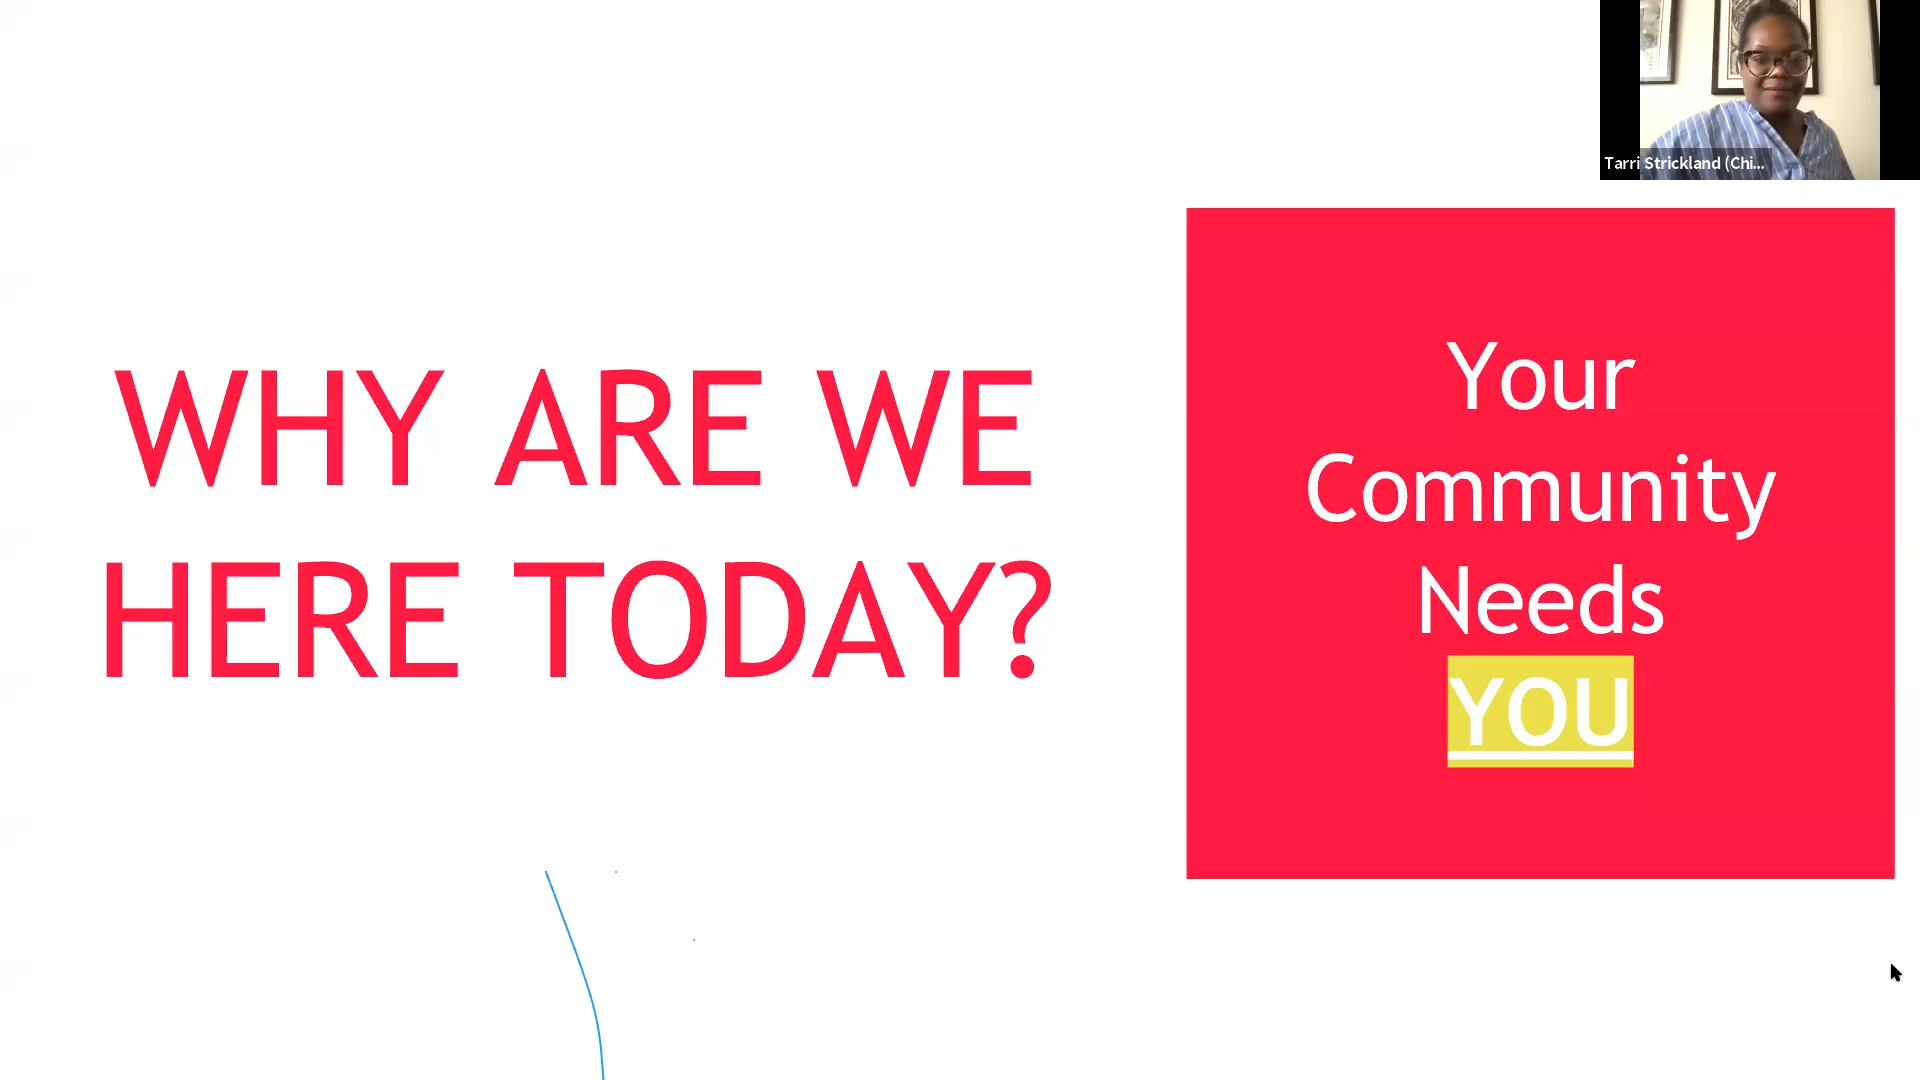 Tarri Strickland (Chi...
WHY ARE WE
HERE TODAY?
Your
Community
Needs
YOU